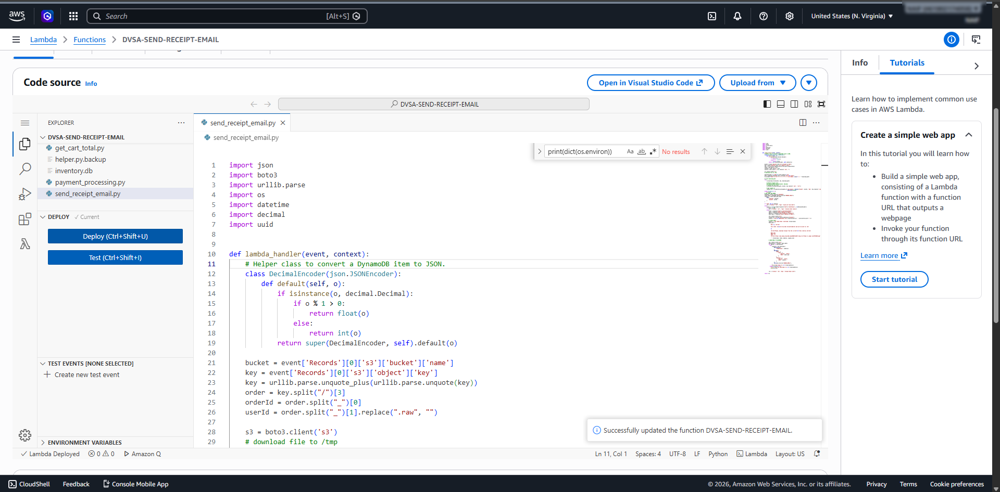 aws
Search
[Alt+S]
United States (N. Virginia)
Lambda
Functions
DVSA-SEND-RECEIPT-EMAIL
Info
Tutorials
Code source
Info
Open in Visual Studio Code
Upload from
DVSA-SEND-RECEIPT-EMAIL
EXPLORER
DVSA-SEND-RECEIPT-EMAIL
get_cart_total.py
helper.py.backup
inventory.db
payment_processing.py
send_receipt_email.py
DEPLOY
Current
Deploy (Ctrl+Shift+U)
Test (Ctrl+Shift+I)
TEST EVENTS [NONE SELECTED]
Create new test event
ENVIRONMENT VARIABLES
send_receipt_email.py
send_receipt_email.py
print(dict(os.environ))
Aa
ab
.*
No results
1 import json
2 import boto3
3 import urllib.parse
4 import os
5 import datetime
6 import decimal
7 import uuid
8
9
10 def lambda_handler(event, context):
11 # Helper class to convert a DynamoDB item to JSON.
12 class DecimalEncoder(json.JSONEncoder):
13 def default(self, o):
14 if isinstance(o, decimal.Decimal):
15 if o % 1 > 0:
16 return float(o)
17 else:
18 return int(o)
19 return super(DecimalEncoder, self).default(o)
20
21 bucket = event['Records'][0]['s3']['bucket']['name']
22 key = event['Records'][0]['s3']['object']['key']
23 key = urllib.parse.unquote_plus(urllib.parse.unquote(key))
24 order = key.split("/")[3]
25 orderId = order.split("_")[0]
26 userId = order.split("_")[1].replace(".raw", "")
27
28 s3 = boto3.client('s3')
29 # download file to /tmp
Successfully updated the function DVSA-SEND-RECEIPT-EMAIL.
Lambda Deployed
0
0
Amazon Q
Ln 11, Col 1
Spaces: 4
UTF-8
LF
Python
Lambda
Layout: US
Learn how to implement common use
cases in AWS Lambda.
Create a simple web app
In this tutorial you will learn how
to:
• Build a simple web app,
consisting of a Lambda
function with a function
URL that outputs a
webpage
• Invoke your function
through its function URL
Learn more
Start tutorial
CloudShell
Feedback
Console Mobile App
© 2026, Amazon Web Services, Inc. or its affiliates.
Privacy
Terms
Cookie preferences